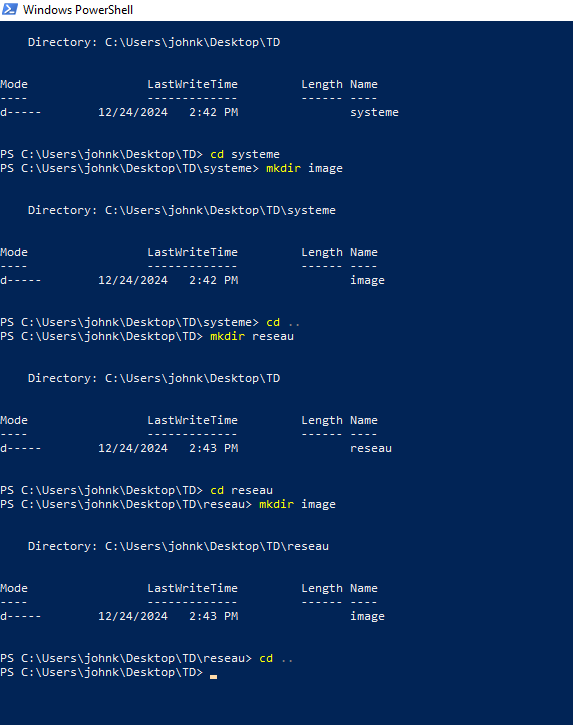 Windows PowerShell
    Directory: C:\Users\johnk\Desktop\TD
Mode                 LastWriteTime         Length Name
----                 -------------         ------ ----
d-----        12/24/2024   2:42 PM                systeme
PS C:\Users\johnk\Desktop\TD> cd systeme
PS C:\Users\johnk\Desktop\TD\systeme> mkdir image
    Directory: C:\Users\johnk\Desktop\TD\systeme
Mode                 LastWriteTime         Length Name
----                 -------------         ------ ----
d-----        12/24/2024   2:42 PM                image
PS C:\Users\johnk\Desktop\TD\systeme> cd ..
PS C:\Users\johnk\Desktop\TD> mkdir reseau
    Directory: C:\Users\johnk\Desktop\TD
Mode                 LastWriteTime         Length Name
----                 -------------         ------ ----
d-----        12/24/2024   2:43 PM                reseau
PS C:\Users\johnk\Desktop\TD> cd reseau
PS C:\Users\johnk\Desktop\TD\reseau> mkdir image
    Directory: C:\Users\johnk\Desktop\TD\reseau
Mode                 LastWriteTime         Length Name
----                 -------------         ------ ----
d-----        12/24/2024   2:43 PM                image
PS C:\Users\johnk\Desktop\TD\reseau> cd ..
PS C:\Users\johnk\Desktop\TD>